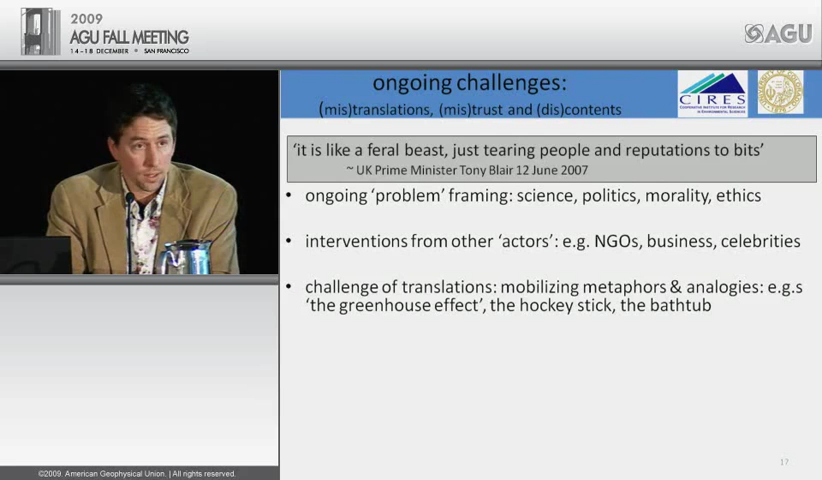 2009
AGU FALL MEETING
14-18 DECEMBER • SAN FRANCISCO
AGU
ongoing challenges:
(mis)translations, (mis)trust and (dis)contents
CIRES
COOPERATIVE INSTITUTE FOR RESEARCH
IN ENVIRONMENTAL SCIENCES
'it is like a feral beast, just tearing people and reputations to bits'
~ UK Prime Minister Tony Blair 12 June 2007
• ongoing 'problem' framing: science, politics, morality, ethics
• interventions from other 'actors': e.g. NGOs, business, celebrities
• challenge of translations: mobilizing metaphors & analogies: e.g.s
'the greenhouse effect', the hockey stick, the bathtub
17
©2009. American Geophysical Union. | All rights reserved.